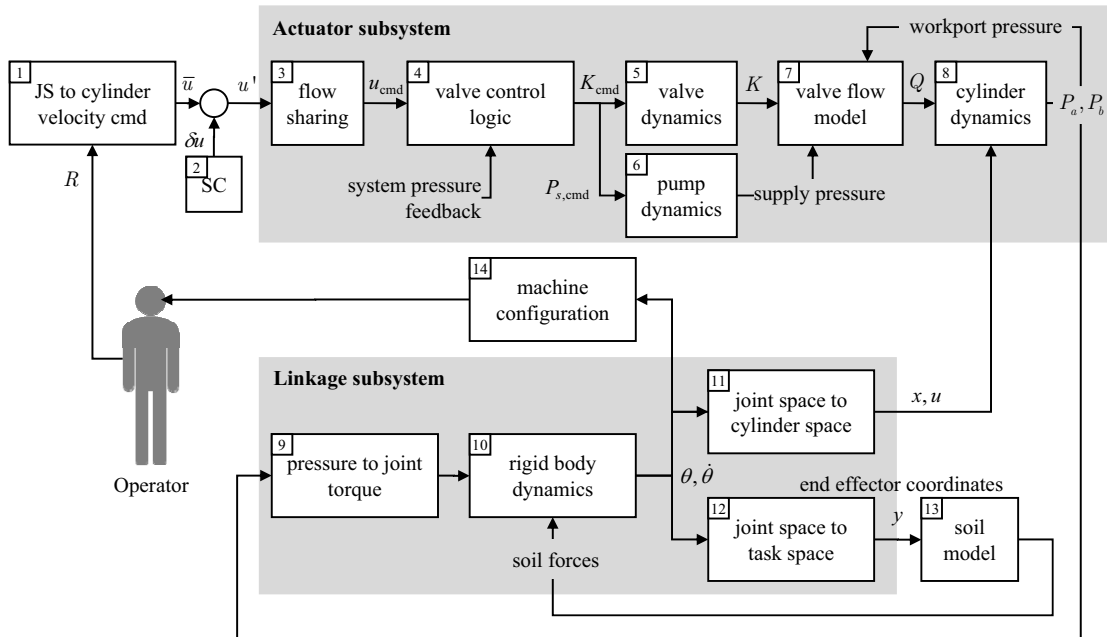 Actuator subsystem
workport pressure
1
JS to cylinder
velocity cmd
u̅
u'
3
flow
sharing
u_cmd
4
valve control
logic
K_cmd
5
valve
dynamics
K
7
valve flow
model
Q
8
cylinder
dynamics
P_a, P_b
δu
2
SC
R
system pressure
feedback
P_s,cmd
6
pump
dynamics
supply pressure
14
machine
configuration
Operator
Linkage subsystem
11
joint space to
cylinder space
x, u
9
pressure to joint
torque
10
rigid body
dynamics
θ, θ̇
end effector coordinates
12
joint space to
task space
y
13
soil
model
soil forces